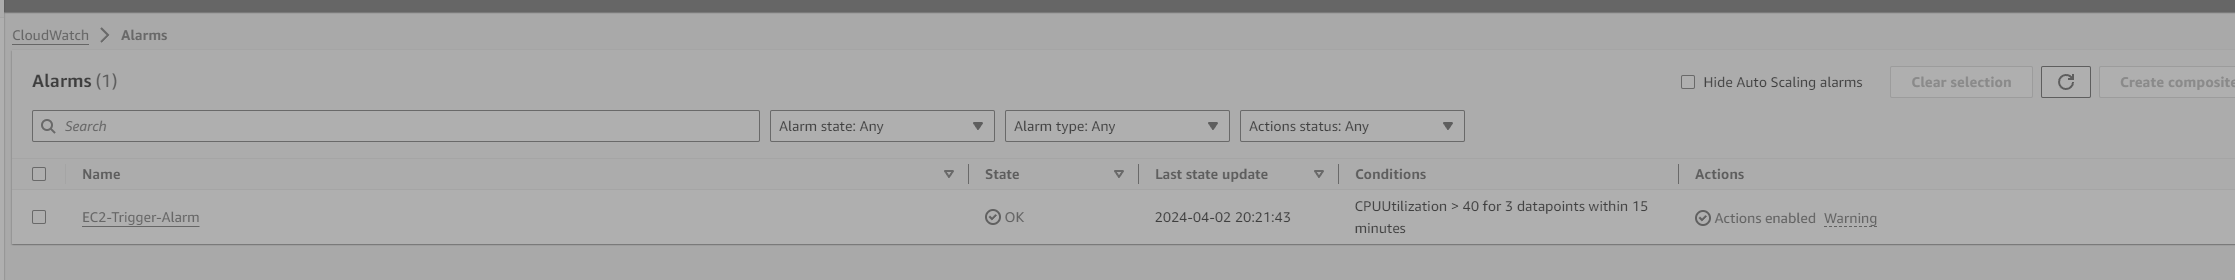 CloudWatch > Alarms
Alarms (1)
Hide Auto Scaling alarms
Clear selection
Create composite
Search
Alarm state: Any
Alarm type: Any
Actions status: Any
Name State Last state update Conditions Actions
EC2-Trigger-Alarm OK 2024-04-02 20:21:43 CPUUtilization > 40 for 3 datapoints within 15
minutes
Actions enabled Warning